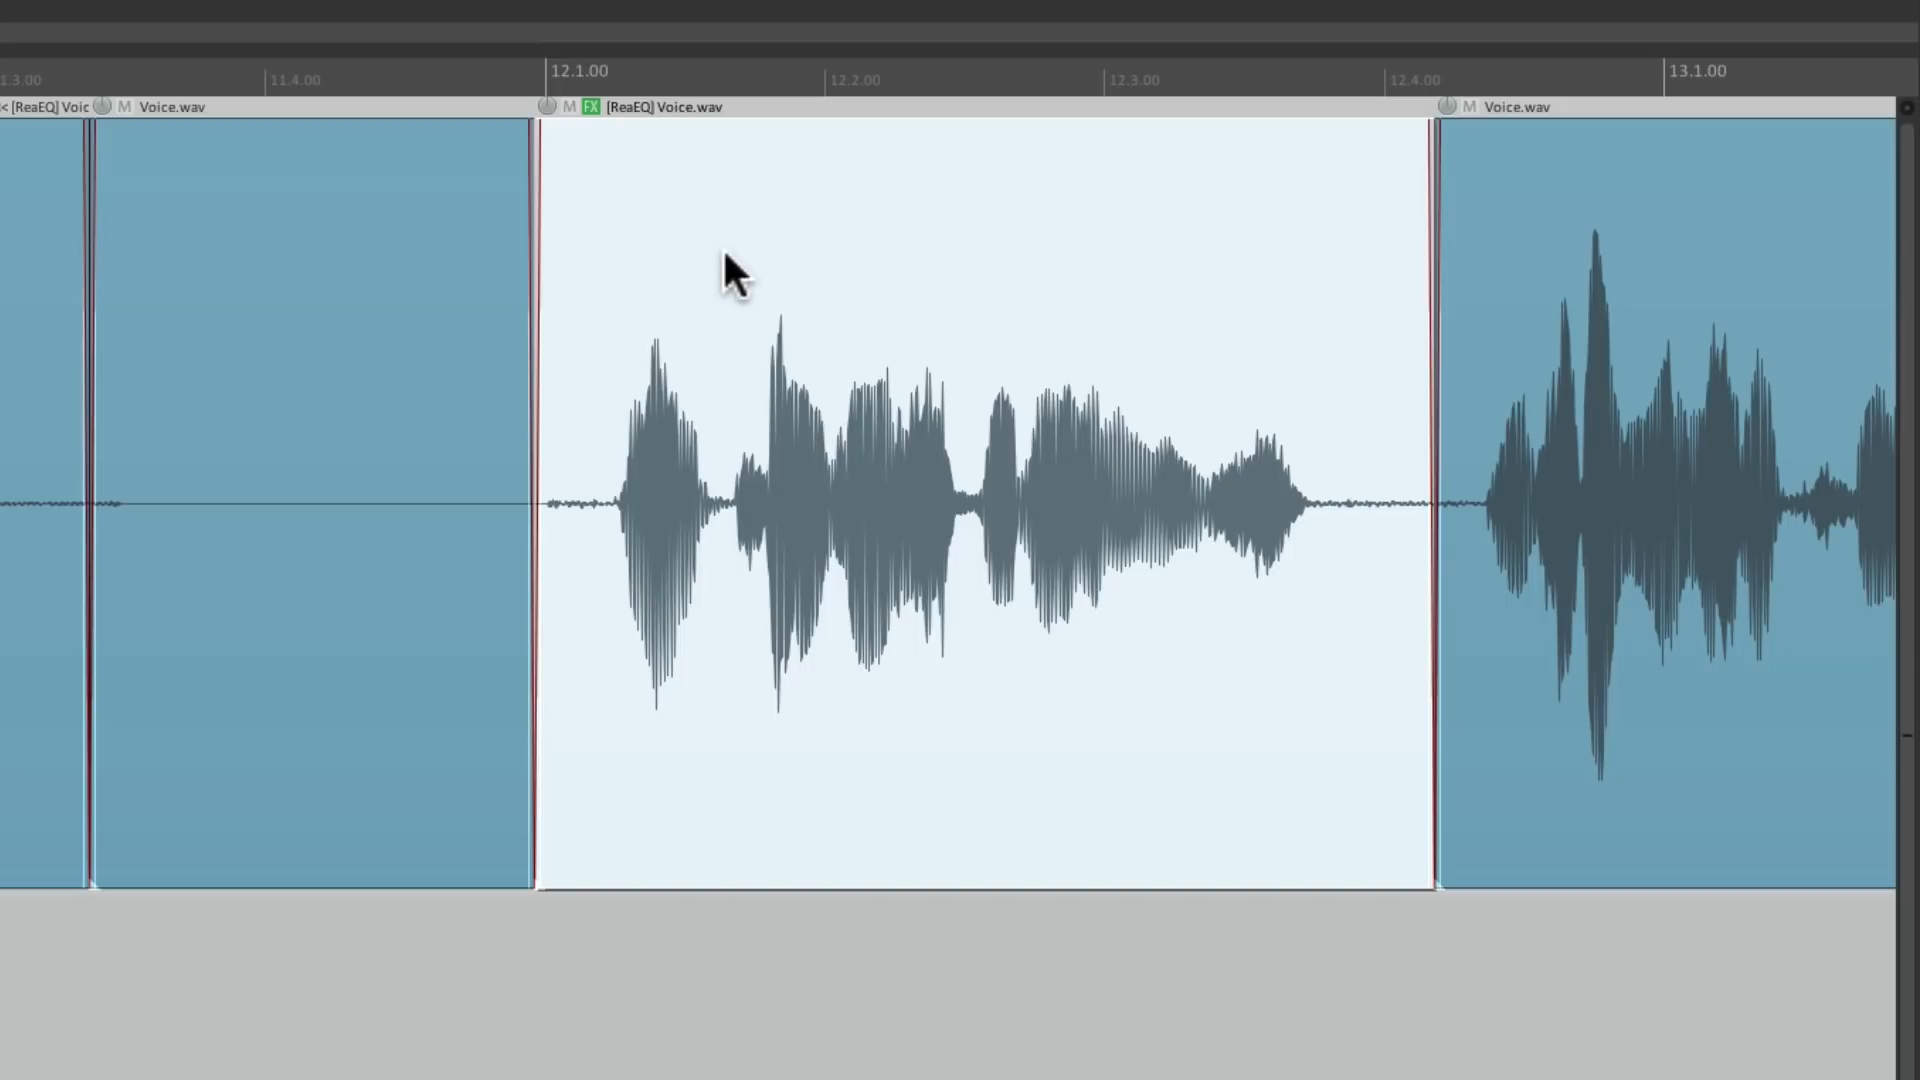 1.3.00 11.4.00 12.1.00 12.2.00 12.3.00 12.4.00 13.1.00
< [ReaEQ] Voic M Voice.wav M FX [ReaEQ] Voice.wav M Voice.wav